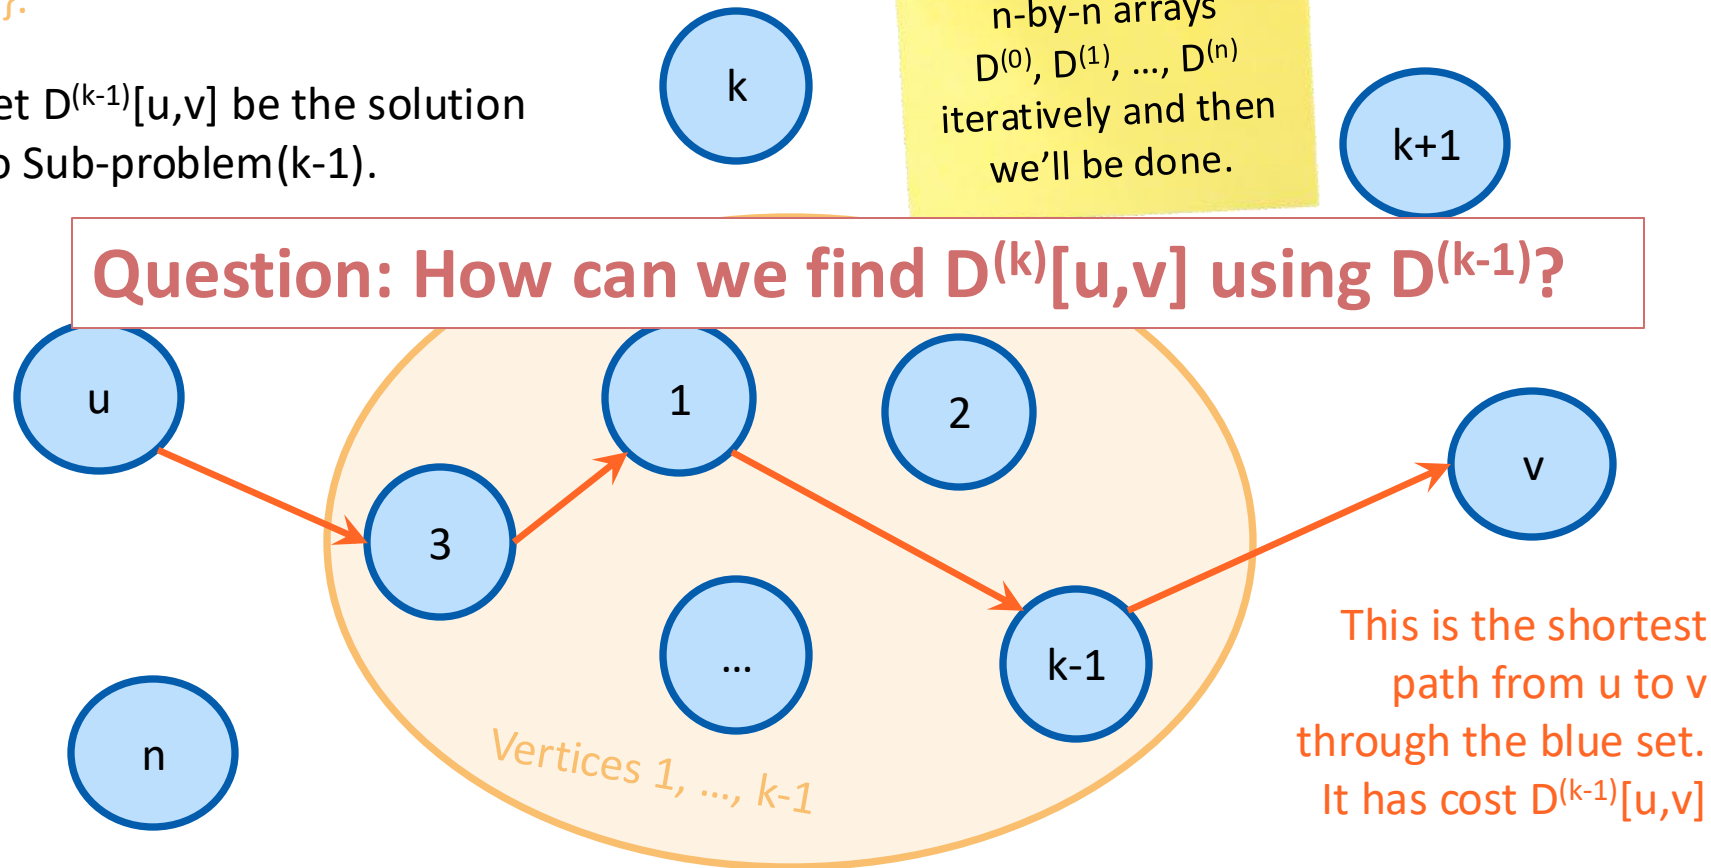 }.
et D(k-1)[u,v] be the solution
o Sub-problem(k-1).
k
n-by-n arrays
D(0), D(1), …, D(n)
iteratively and then
we’ll be done.
k+1
Question: How can we find D(k)[u,v] using D(k-1)?
u
1
2
v
3
…
k-1
n
Vertices 1, …, k-1
This is the shortest
path from u to v
through the blue set.
It has cost D(k-1)[u,v]